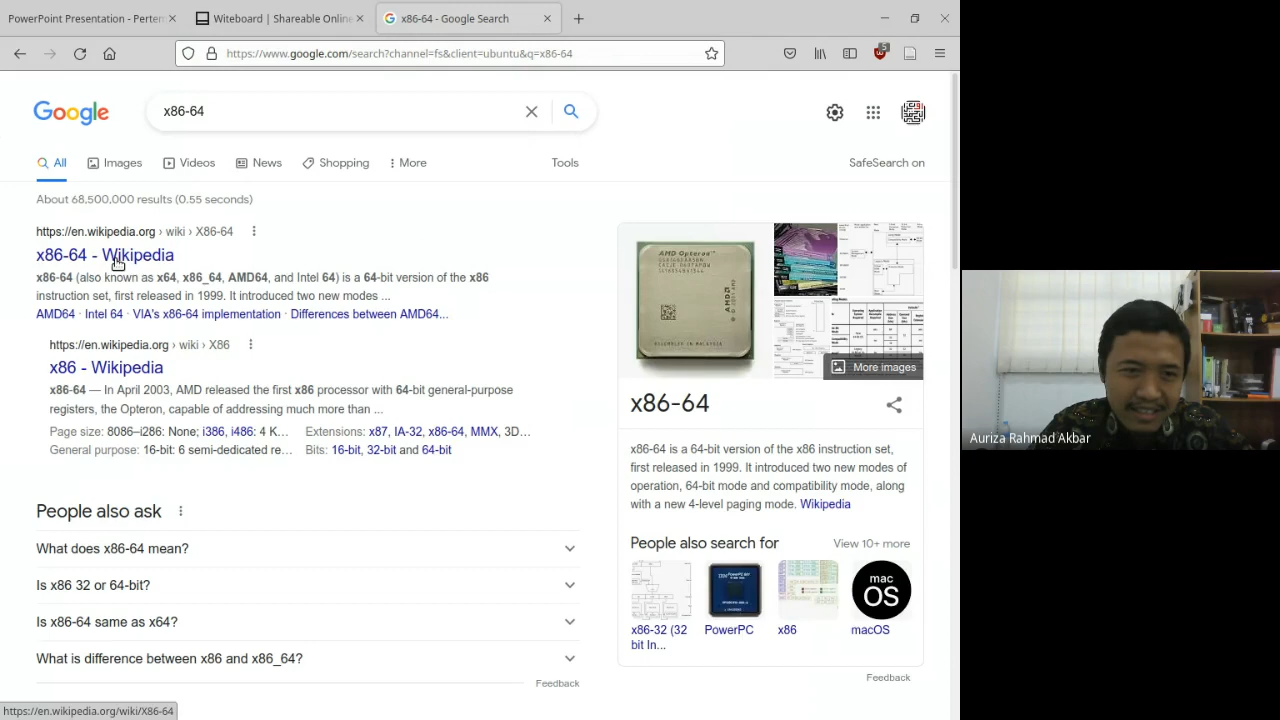 PowerPoint Presentation - Pertem
Witeboard | Shareable Online
x86-64 - Google Search
https://www.google.com/search?channel=fs&client=ubuntu&q=x86-64
5
Google
x86-64
All
Images
Videos
News
Shopping
More
Tools
SafeSearch on
About 68,500,000 results (0.55 seconds)
https://en.wikipedia.org › wiki › X86-64
x86-64 - Wikipedia
x86-64 (also known as x64, x86_64, AMD64, and Intel 64) is a 64-bit version of the x86
instruction set, first released in 1999. It introduced two new modes ...
AMD64 · Intel 64 · VIA's x86-64 implementation · Differences between AMD64...
https://en.wikipedia.org › wiki › X86
x86 - Wikipedia
x86-64 — In April 2003, AMD released the first x86 processor with 64-bit general-purpose
registers, the Opteron, capable of addressing much more than ...
Page size: 8086–i286: None; i386, i486: 4 K...
Extensions: x87, IA-32, x86-64, MMX, 3D...
General purpose: 16-bit: 6 semi-dedicated re...
Bits: 16-bit, 32-bit and 64-bit
People also ask
What does x86-64 mean?
Is x86 32 or 64-bit?
Is x86-64 same as x64?
What is difference between x86 and x86_64?
Feedback
AMD Opteron
More images
x86-64
x86-64 is a 64-bit version of the x86 instruction set,
first released in 1999. It introduced two new modes of
operation, 64-bit mode and compatibility mode, along
with a new 4-level paging mode. Wikipedia
People also search for
View 10+ more
mac
OS
x86-32 (32
bit In...
PowerPC
x86
macOS
Feedback
https://en.wikipedia.org/wiki/X86-64
Auriza Rahmad Akbar